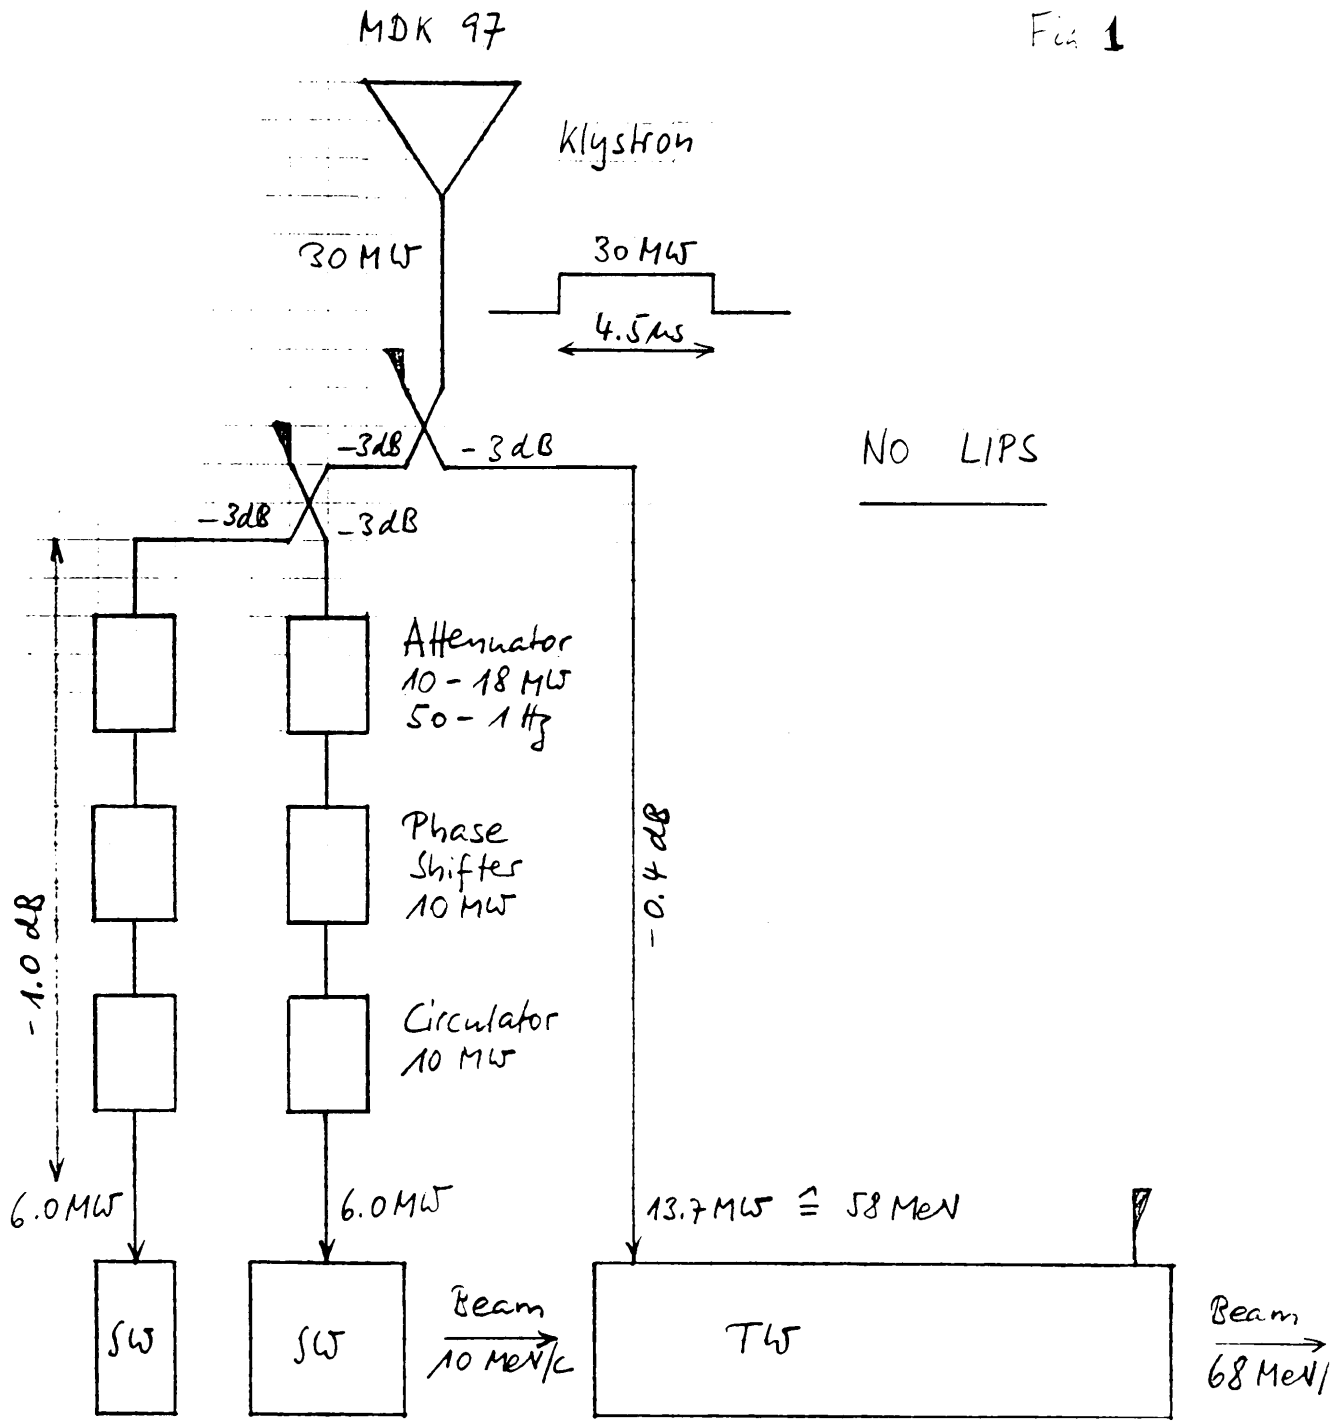 MDK 97
1
Klystron
30 MW
30 MW
4.5 µs
-3dB
-3dB
NO LIPS
-3dB
-3dB
Attenuator
10-18 MW
50-1 Hz
Phase
Shifter
10 MW
-0.4 dB
-1.0 dB
Circulator
10 MW
6.0 MW
6.0 MW
13.7 MW ≙ 58 MeV
SW
SW
Beam
10 MeV/c
TW
Beam
68 MeV/